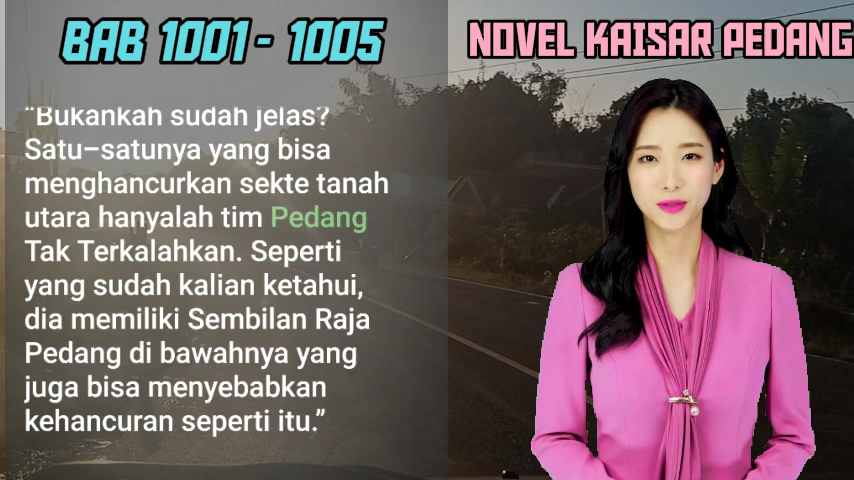 BAB 1001 - 1005
NOVEL KAISAR PEDANG
"Bukankah sudah jelas?
Satu-satunya yang bisa
menghancurkan sekte tanah
utara hanyalah tim Pedang
Tak Terkalahkan. Seperti
yang sudah kalian ketahui,
dia memiliki Sembilan Raja
Pedang di bawahnya yang
juga bisa menyebabkan
kehancuran seperti itu."